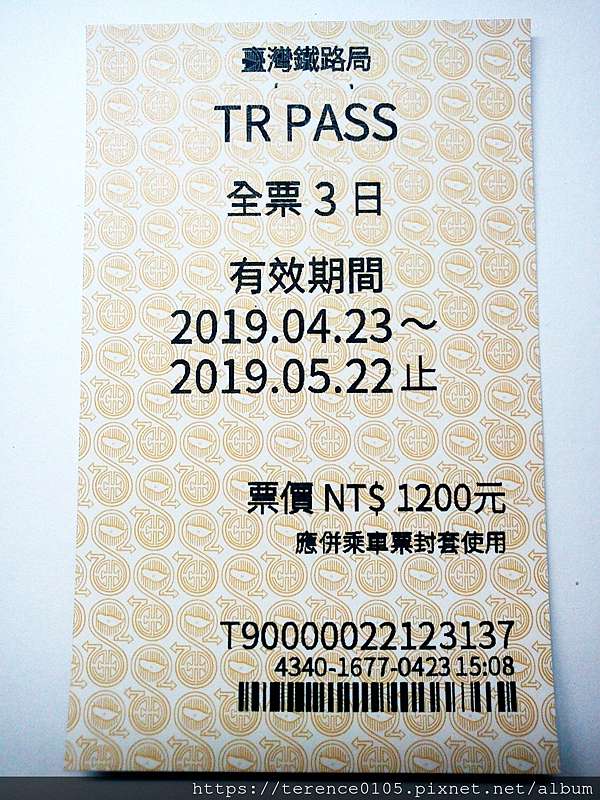 臺灣鐵路局
TR PASS
全票 3 日
有效期間
2019.04.23～
2019.05.22止
票價 NT$ 1200元
應併乘車票封套使用
T90000022123137
4340-1677-0423 15:08
https://terence0105.pixnet.net/album